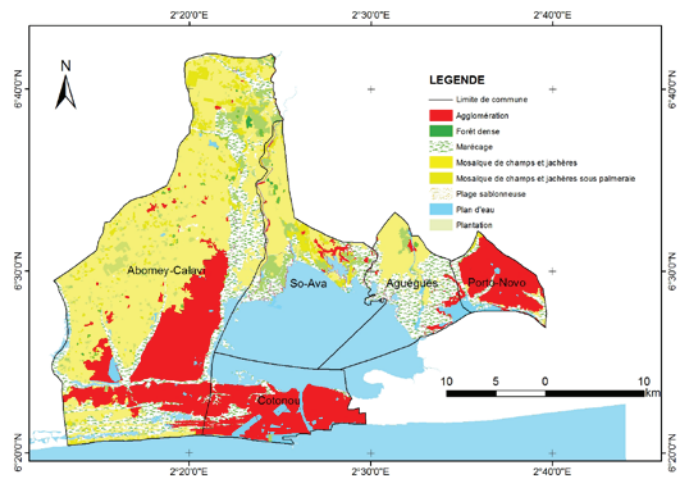 2°20'0"E 2°30'0"E 2°40'0"E
6°40'0"N 6°40'0"N
N
LEGENDE
Limite de commune
Agglomération
Forêt dense
Marécage
Mosaïque de champs et jachères
Mosaïque de champs et jachères sous palmeraie
Plage sablonneuse
Plan d'eau
Plantation
6°30'0"N 6°30'0"N
Abomey-Calavi So-Ava Aguégués Porto-Novo
10 5 0 10
km
Cotonou
6°20'0"N 6°20'0"N
2°20'0"E 2°30'0"E 2°40'0"E